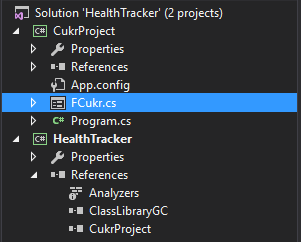 Solution 'HealthTracker' (2 projects)
C# CukrProject
Properties
References
App.config
FCukr.cs
C# Program.cs
C# HealthTracker
Properties
References
Analyzers
ClassLibraryGC
CukrProject